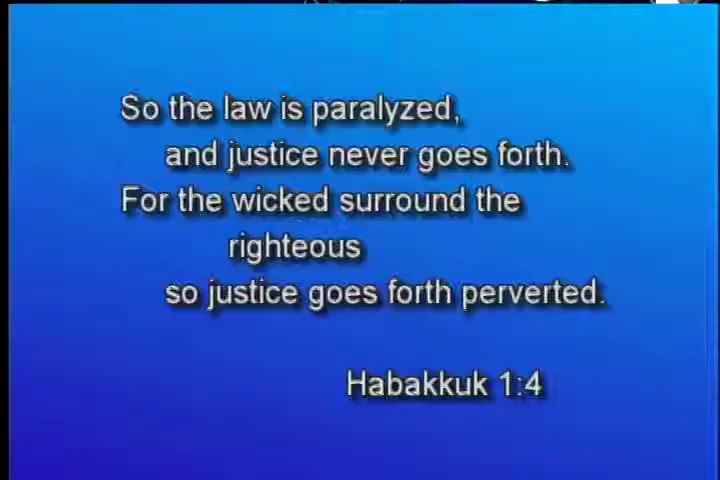 So the law is paralyzed,
and justice never goes forth.
For the wicked surround the
righteous
so justice goes forth perverted.
Habakkuk 1:4